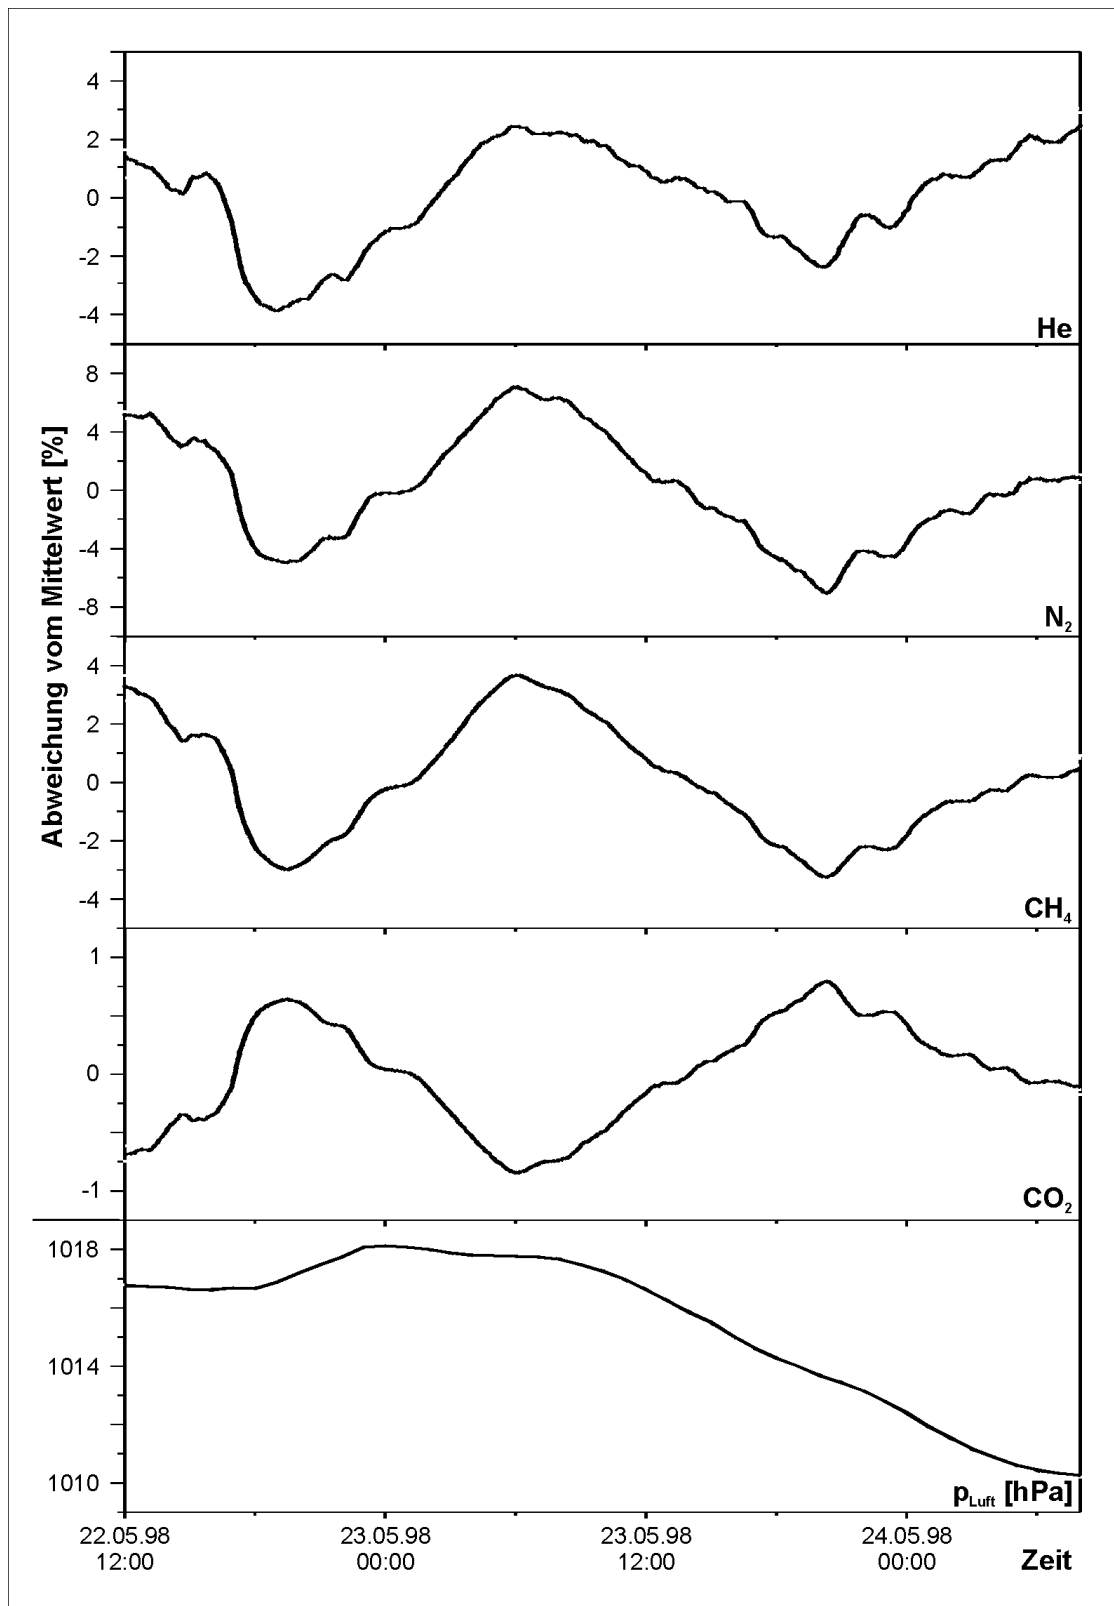 Abweichung vom Mittelwert [%]
4
2
0
-2
-4
He
8
4
0
-4
-8
N₂
4
2
0
-2
-4
CH₄
1
0
-1
CO₂
1018
1014
1010
p_Luft [hPa]
22.05.98 23.05.98 23.05.98 24.05.98
12:00 00:00 12:00 00:00 Zeit